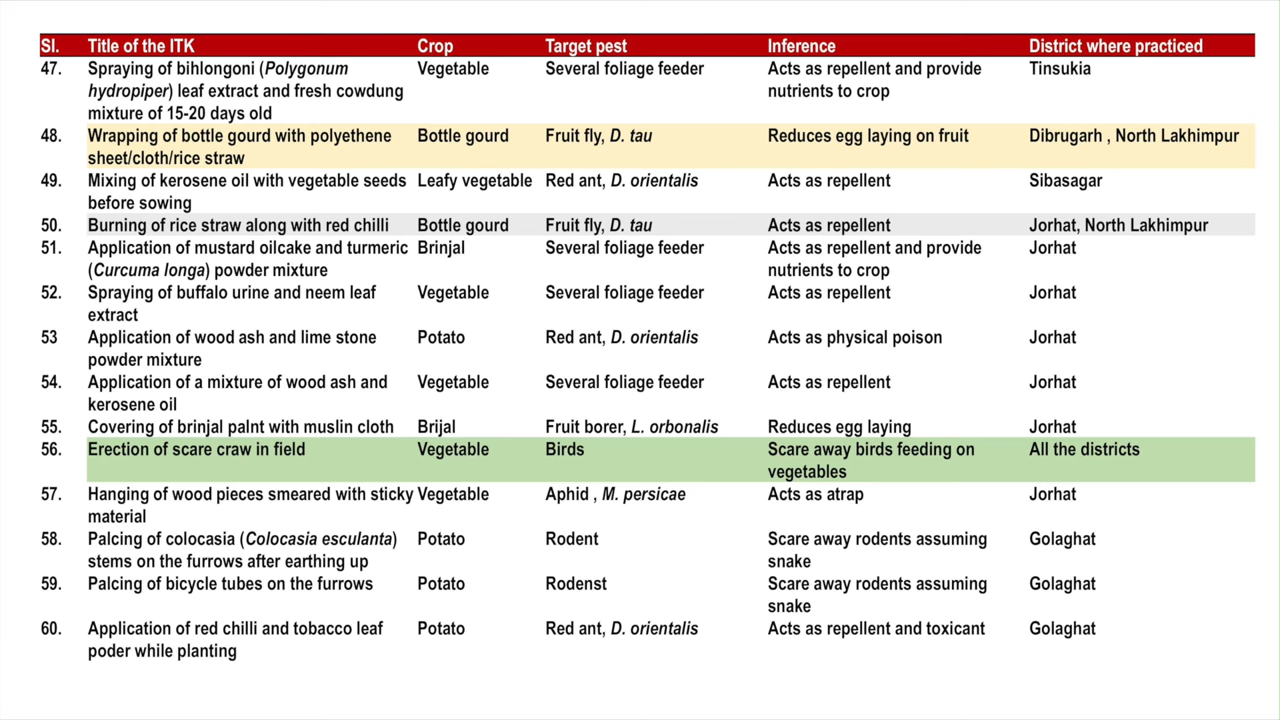 Sl. Title of the ITK Crop Target pest Inference District where practiced
47. Spraying of bihlongoni (Polygonum Vegetable Several foliage feeder Acts as repellent and provide Tinsukia
hydropiper) leaf extract and fresh cowdung nutrients to crop
mixture of 15-20 days old
48. Wrapping of bottle gourd with polyethene Bottle gourd Fruit fly, D. tau Reduces egg laying on fruit Dibrugarh , North Lakhimpur
sheet/cloth/rice straw
49. Mixing of kerosene oil with vegetable seeds Leafy vegetable Red ant, D. orientalis Acts as repellent Sibasagar
before sowing
50. Burning of rice straw along with red chilli Bottle gourd Fruit fly, D. tau Acts as repellent Jorhat, North Lakhimpur
51. Application of mustard oilcake and turmeric Brinjal Several foliage feeder Acts as repellent and provide Jorhat
(Curcuma longa) powder mixture nutrients to crop
52. Spraying of buffalo urine and neem leaf Vegetable Several foliage feeder Acts as repellent Jorhat
extract
53 Application of wood ash and lime stone Potato Red ant, D. orientalis Acts as physical poison Jorhat
powder mixture
54. Application of a mixture of wood ash and Vegetable Several foliage feeder Acts as repellent Jorhat
kerosene oil
55. Covering of brinjal palnt with muslin cloth Brijal Fruit borer, L. orbonalis Reduces egg laying Jorhat
56. Erection of scare craw in field Vegetable Birds Scare away birds feeding on All the districts
vegetables
57. Hanging of wood pieces smeared with sticky Vegetable Aphid , M. persicae Acts as atrap Jorhat
material
58. Palcing of colocasia (Colocasia esculanta) Potato Rodent Scare away rodents assuming Golaghat
stems on the furrows after earthing up snake
59. Palcing of bicycle tubes on the furrows Potato Rodenst Scare away rodents assuming Golaghat
snake
60. Application of red chilli and tobacco leaf Potato Red ant, D. orientalis Acts as repellent and toxicant Golaghat
poder while planting